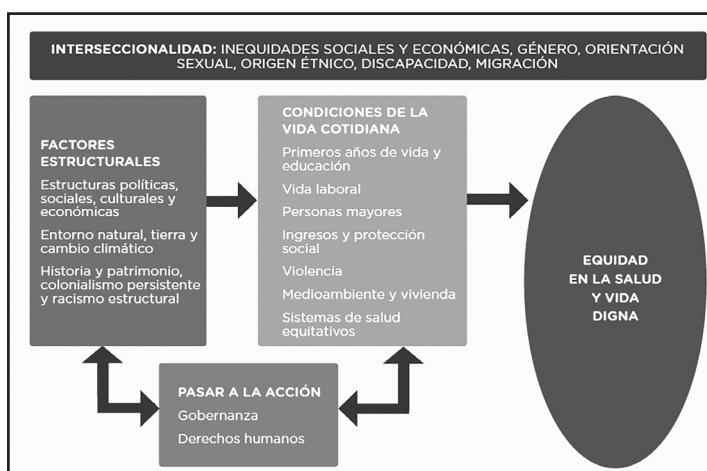 INTERSECCIONALIDAD: INEQUIDADES SOCIALES Y ECONÓMICAS, GÉNERO, ORIENTACIÓN
SEXUAL, ORIGEN ÉTNICO, DISCAPACIDAD, MIGRACIÓN
FACTORES
ESTRUCTURALES
Estructuras políticas,
sociales, culturales y
económicas
Entorno natural, tierra y
cambio climático
Historia y patrimonio,
colonialismo persistente
y racismo estructural
CONDICIONES DE LA
VIDA COTIDIANA
Primeros años de vida y
educación
Vida laboral
Personas mayores
Ingresos y protección
social
Violencia
Medioambiente y vivienda
Sistemas de salud
equitativos
EQUIDAD
EN LA SALUD
Y VIDA
DIGNA
PASAR A LA ACCIÓN
Gobernanza
Derechos humanos